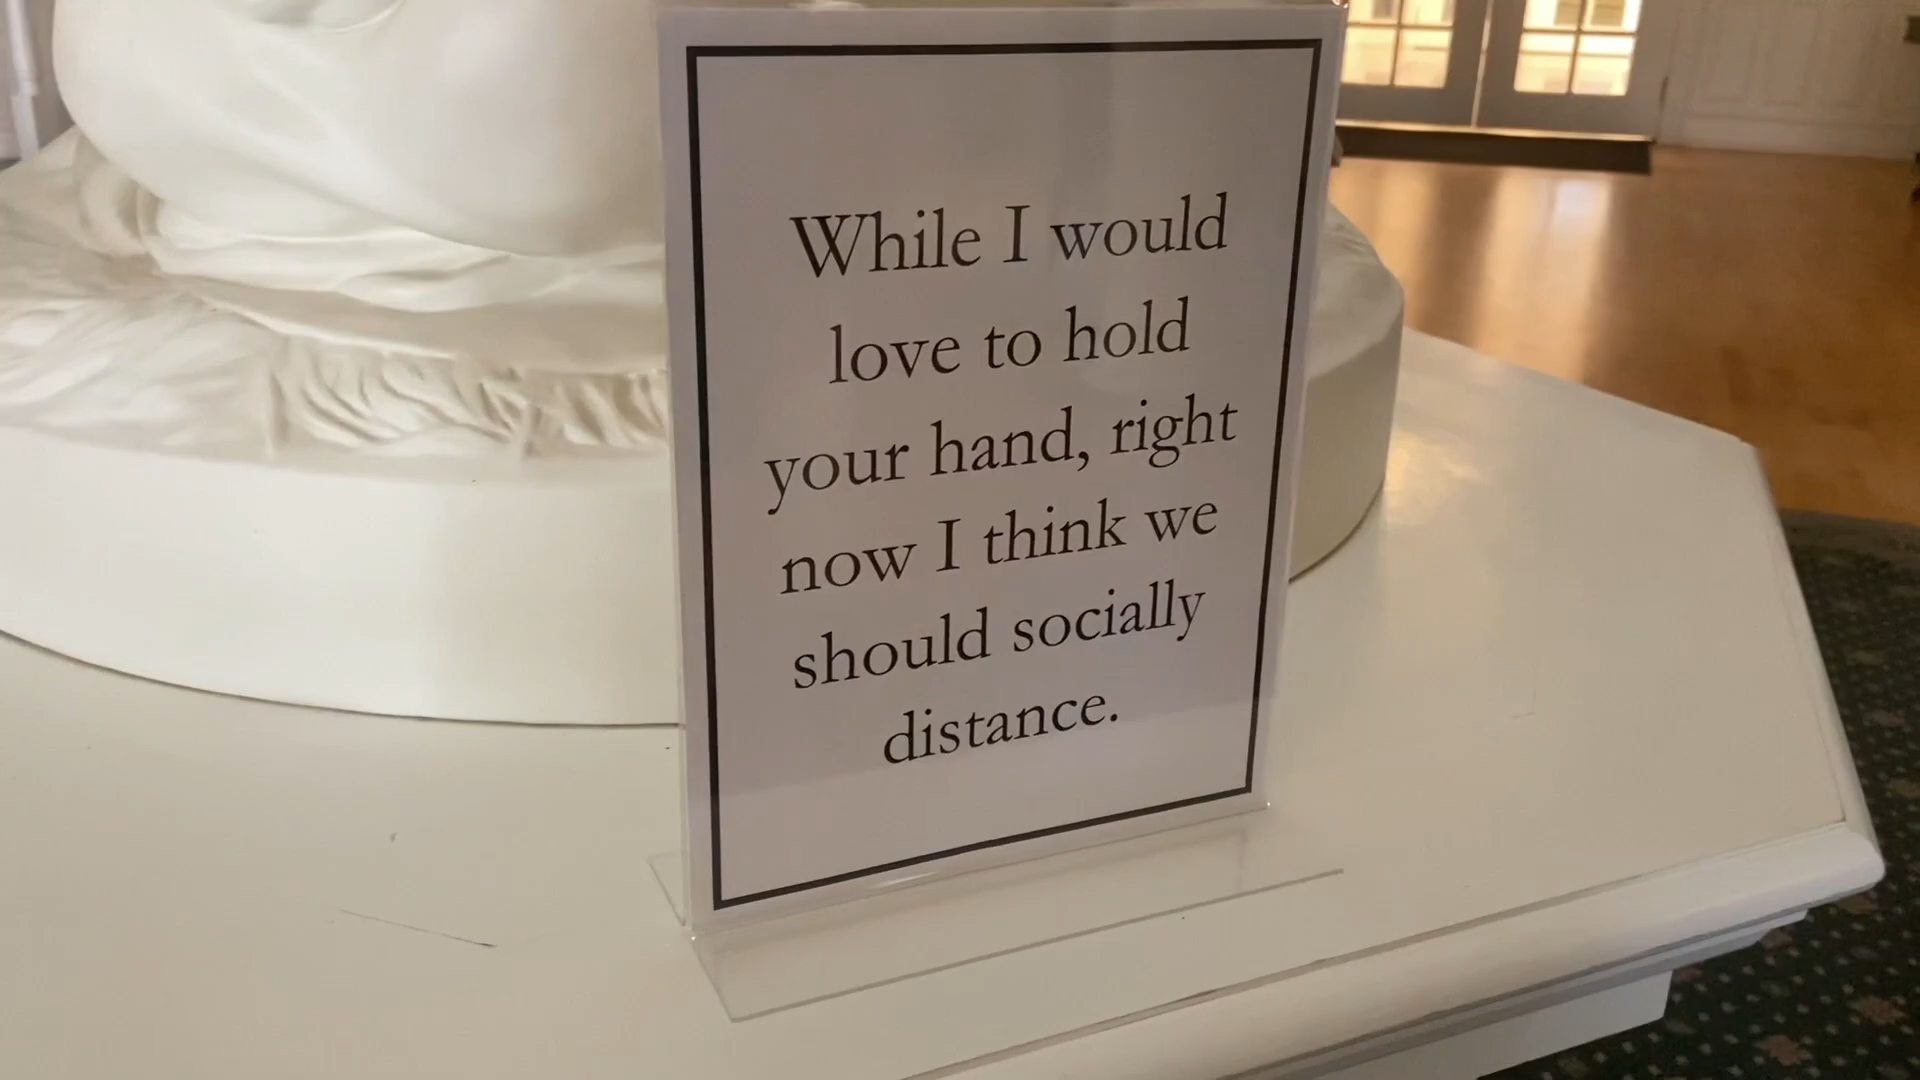 While I would
love to hold
your hand, right
now I think we
should socially
distance.